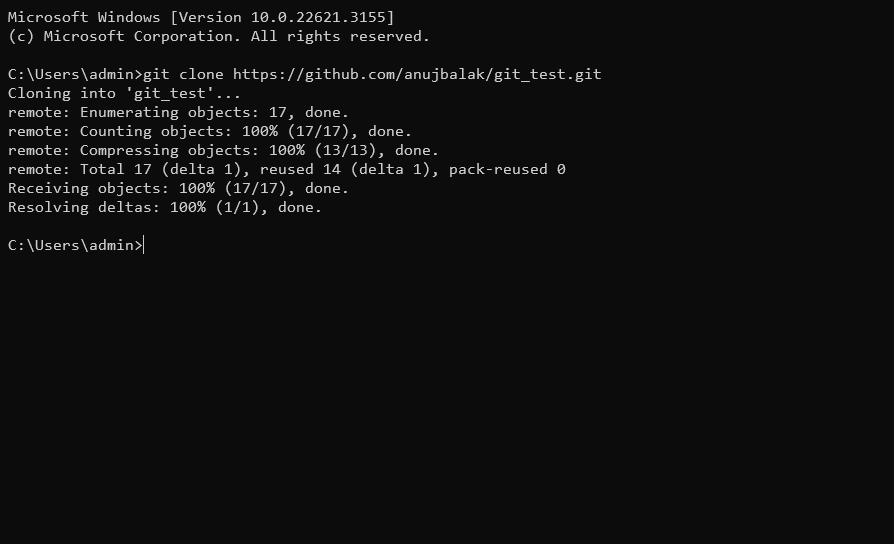 Microsoft Windows [Version 10.0.22621.3155]
(c) Microsoft Corporation. All rights reserved.
C:\Users\admin>git clone https://github.com/anujbalak/git_test.git
Cloning into 'git_test'...
remote: Enumerating objects: 17, done.
remote: Counting objects: 100% (17/17), done.
remote: Compressing objects: 100% (13/13), done.
remote: Total 17 (delta 1), reused 14 (delta 1), pack-reused 0
Receiving objects: 100% (17/17), done.
Resolving deltas: 100% (1/1), done.
C:\Users\admin>